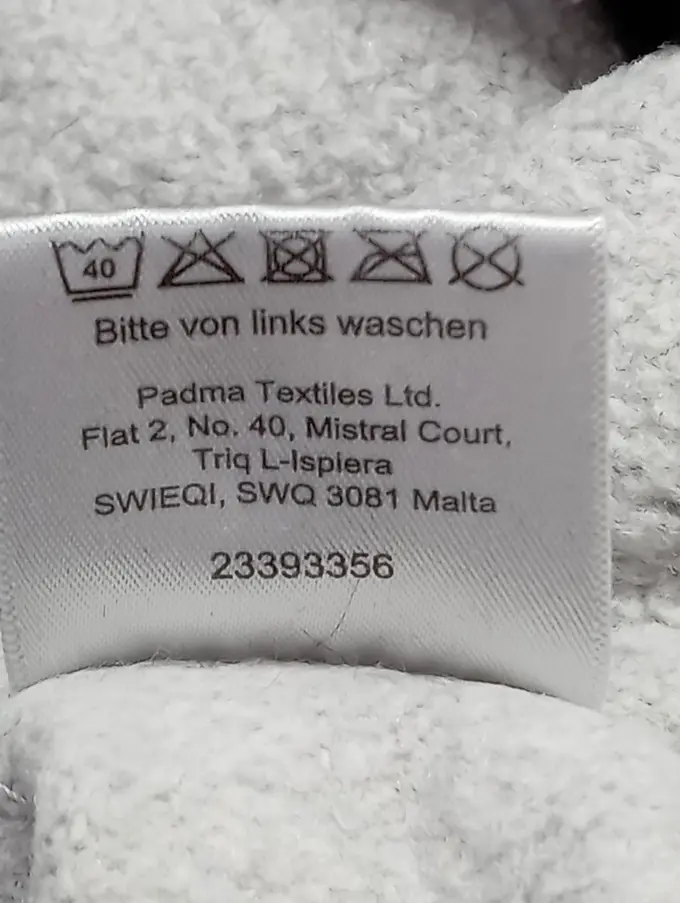 40
Bitte von links waschen
Padma Textiles Ltd.
Flat 2, No. 40, Mistral Court,
Triq L-Ispiera
SWIEQI, SWQ 3081 Malta
23393356